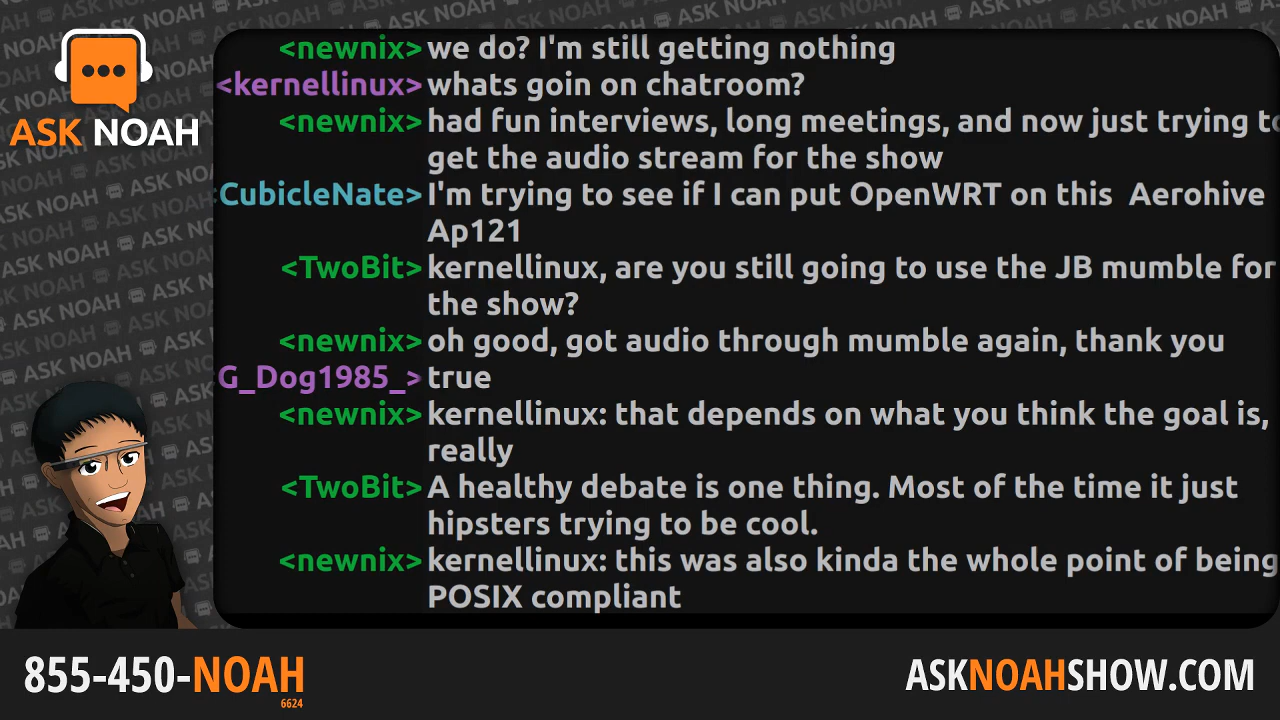 <newnix> we do? I'm still getting nothing
<kernellinux> whats goin on chatroom?
<newnix> had fun interviews, long meetings, and now just trying to
get the audio stream for the show
CubicleNate> I'm trying to see if I can put OpenWRT on this Aerohive
Ap121
<TwoBit> kernellinux, are you still going to use the JB mumble for
the show?
<newnix> oh good, got audio through mumble again, thank you
G_Dog1985_> true
<newnix> kernellinux: that depends on what you think the goal is,
really
<TwoBit> A healthy debate is one thing. Most of the time it just
hipsters trying to be cool.
<newnix> kernellinux: this was also kinda the whole point of being
POSIX compliant
ASK NOAH
855-450-NOAH
6624
ASKNOAHSHOW.COM